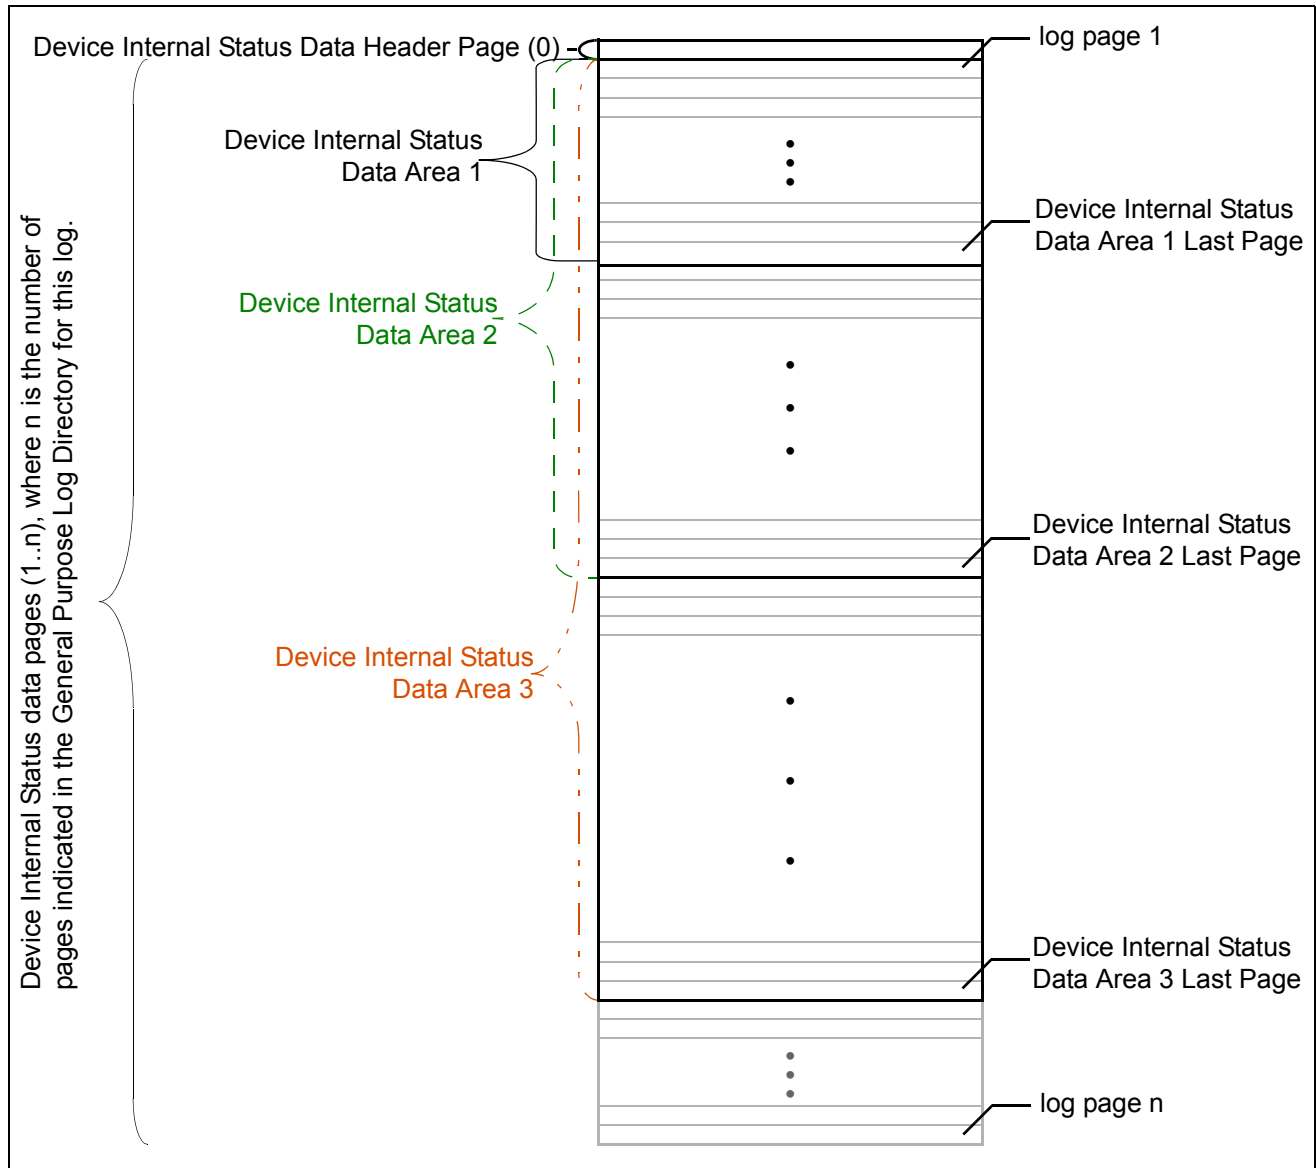 Device Internal Status Data Header Page (0)
log page 1
Device Internal Status
Data Area 1
Device Internal Status
Data Area 1 Last Page
Device Internal Status
Data Area 2
Device Internal Status
Data Area 2 Last Page
Device Internal Status
Data Area 3
Device Internal Status
Data Area 3 Last Page
log page n
Device Internal Status data pages (1..n), where n is the number of
pages indicated in the General Purpose Log Directory for this log.